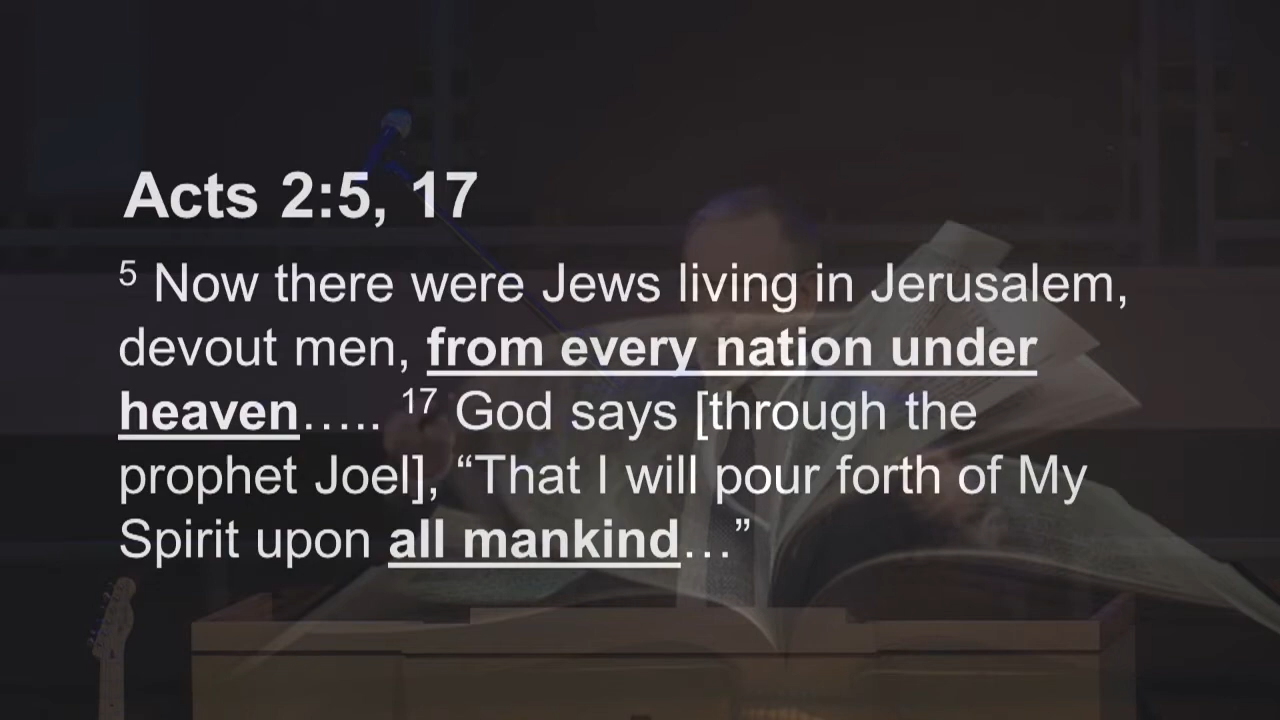 Acts 2:5, 17
5 Now there were Jews living in Jerusalem,
devout men, from every nation under
heaven….. 17 God says [through the
prophet Joel], “That I will pour forth of My
Spirit upon all mankind…”